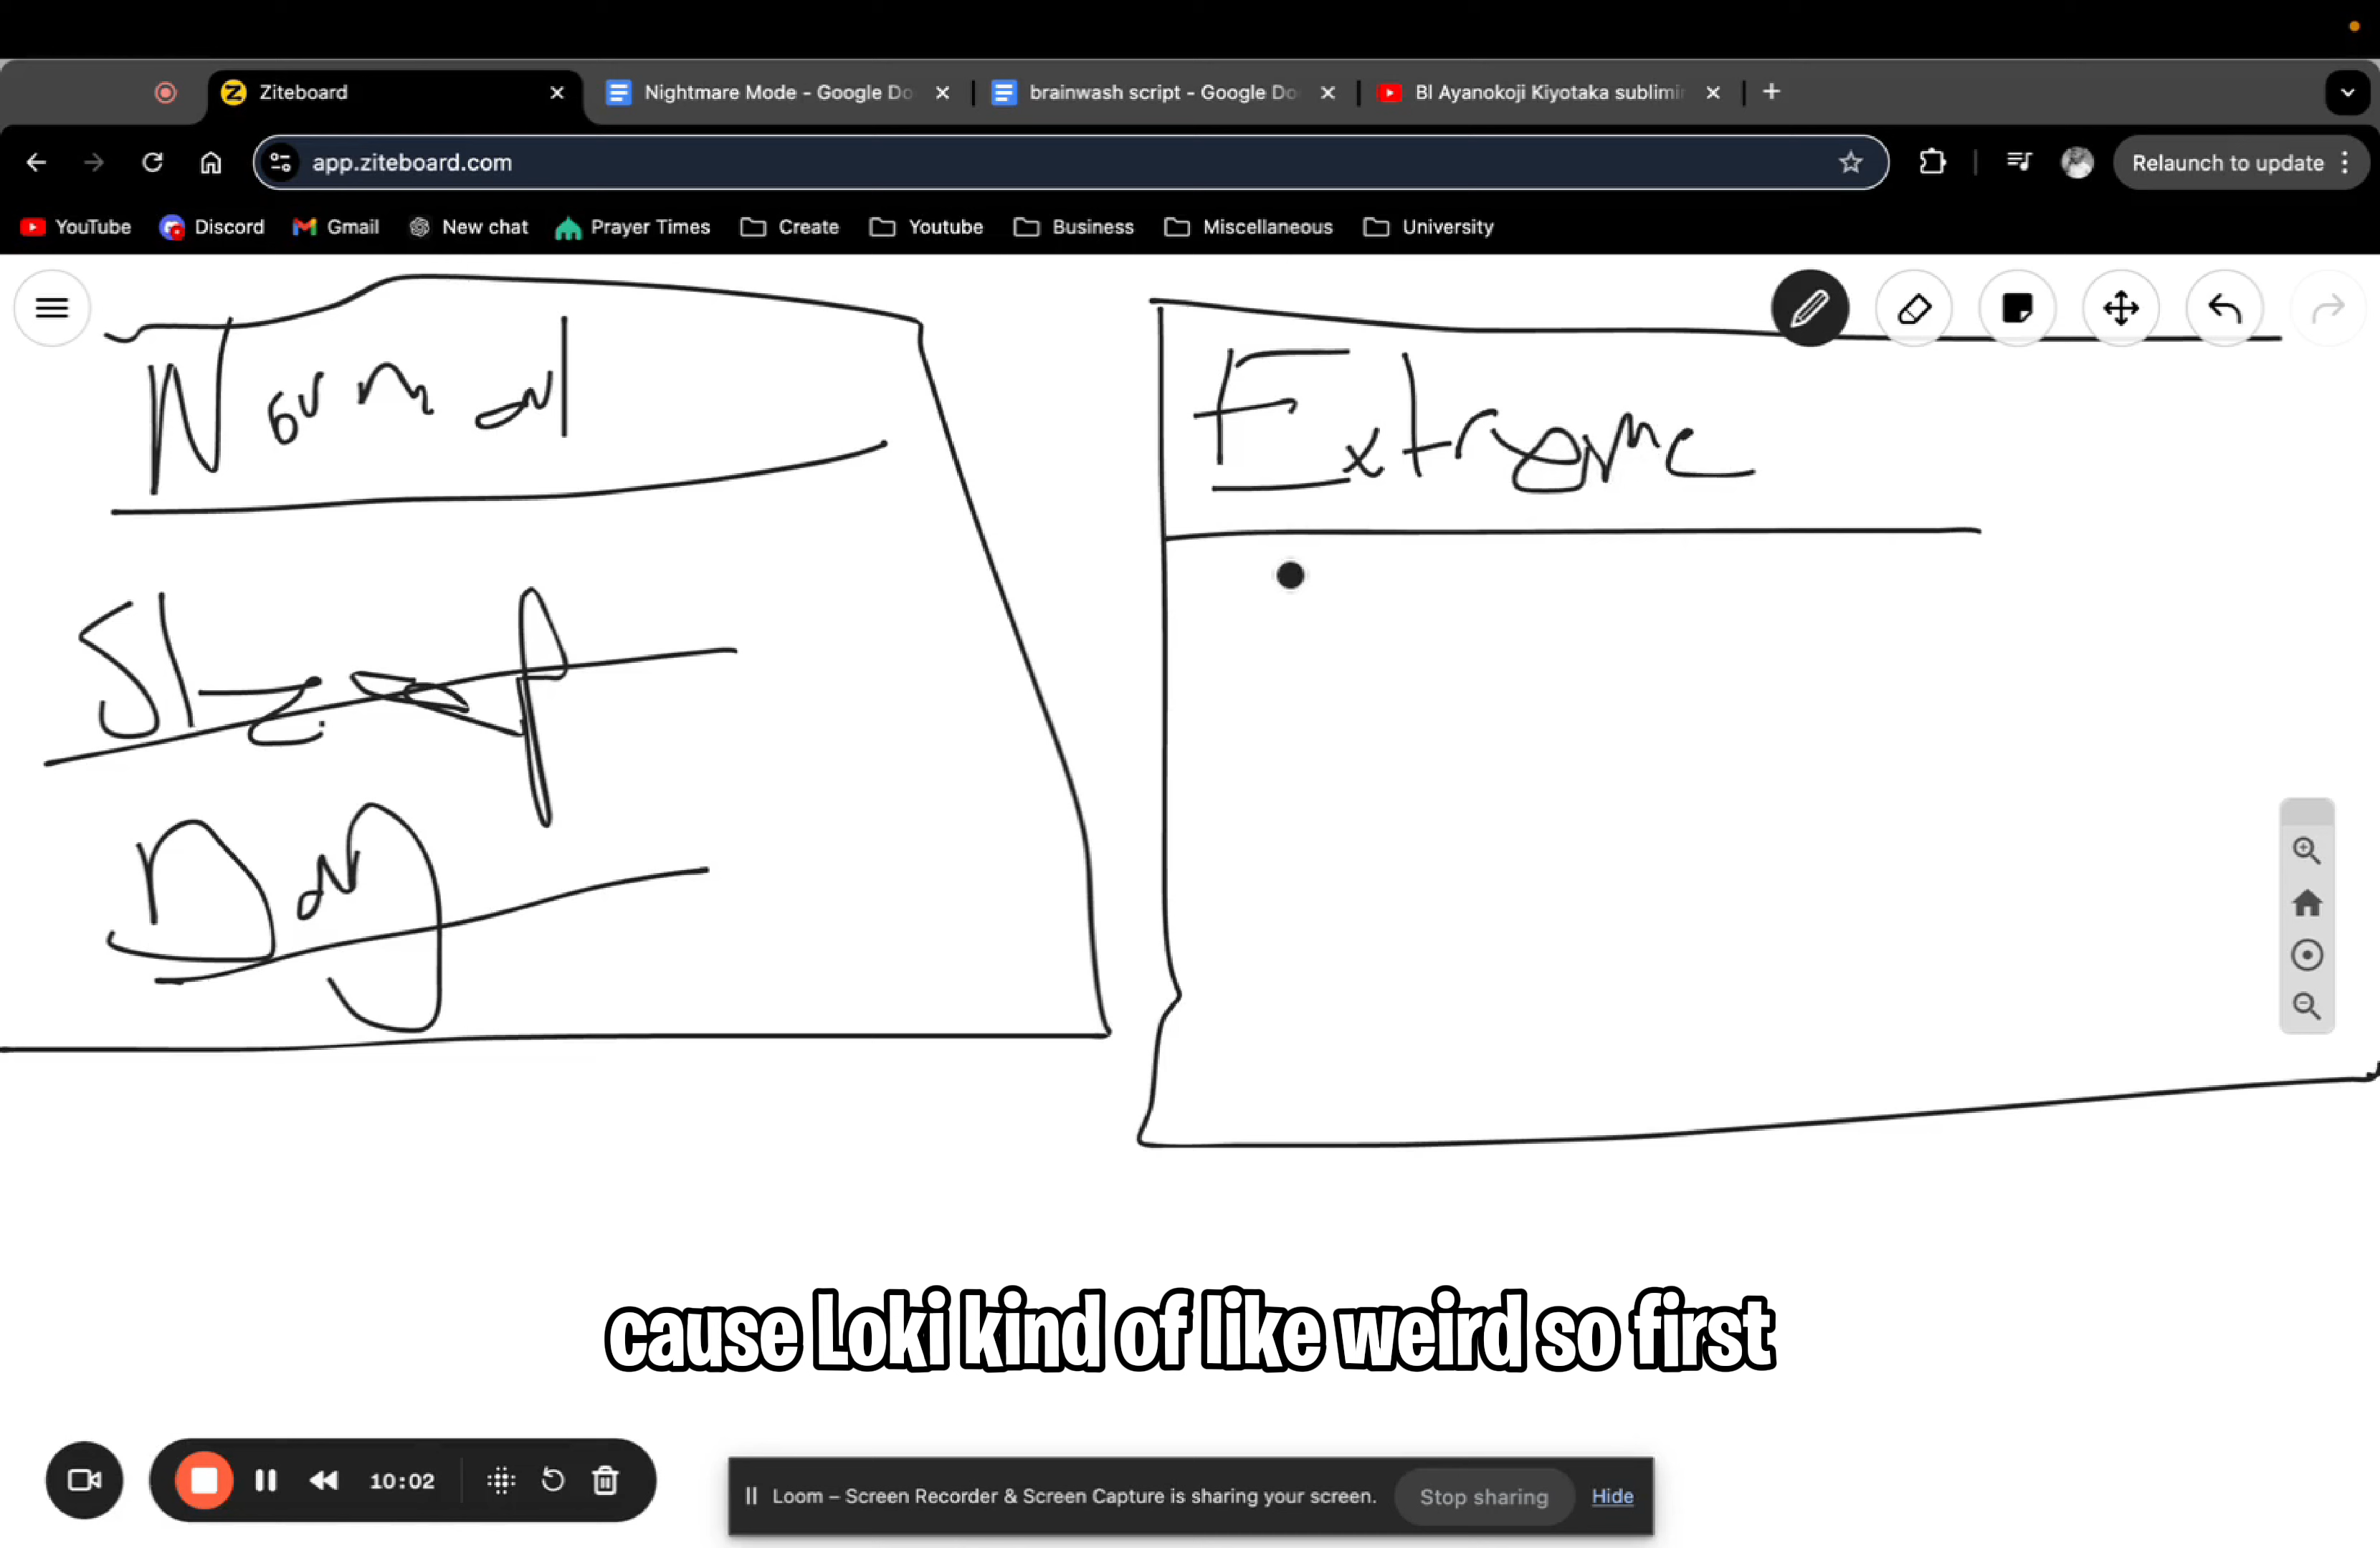 Ziteboard
Nightmare Mode - Google Do
brainwash script - Google Do
BI Ayanokoji Kiyotaka sublimi
app.ziteboard.com
Relaunch to update
YouTube
Discord
Gmail
New chat
Prayer Times
Create
Youtube
Business
Miscellaneous
University
Normal
Extreme
Sleep
Day
cause Loki kind of like weird so first
10:02
Loom – Screen Recorder & Screen Capture is sharing your screen.
Stop sharing
Hide